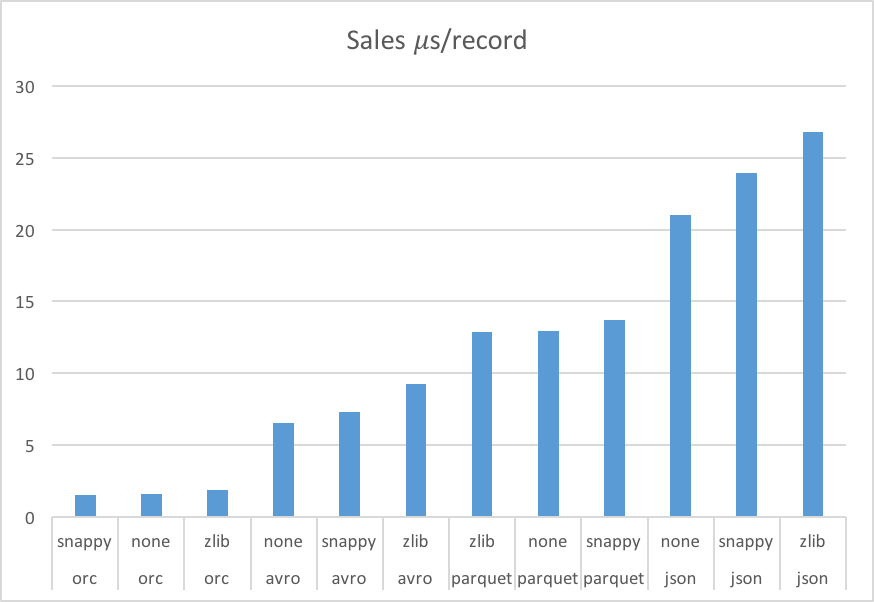 Sales μs/record
30
25
20
15
10
5
0
snappy none zlib none snappy zlib zlib none snappy none snappy zlib
orc orc orc avro avro avro parquet parquet parquet json json json